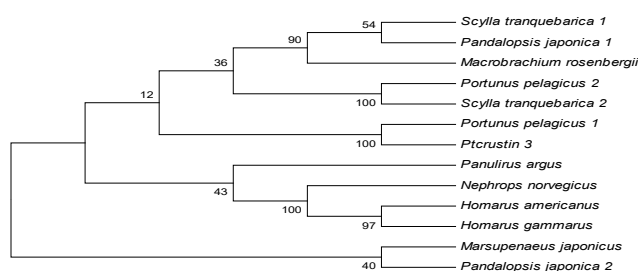 54 Scylla tranquebarica 1
90 Pandalopsis japonica 1
36 Macrobrachium rosenbergii
12 Portunus pelagicus 2
100 Scylla tranquebarica 2
Portunus pelagicus 1
100 Ptcrustin 3
Panulirus argus
43 Nephrops norvegicus
100 Homarus americanus
97 Homarus gammarus
Marsupenaeus japonicus
40 Pandalopsis japonica 2